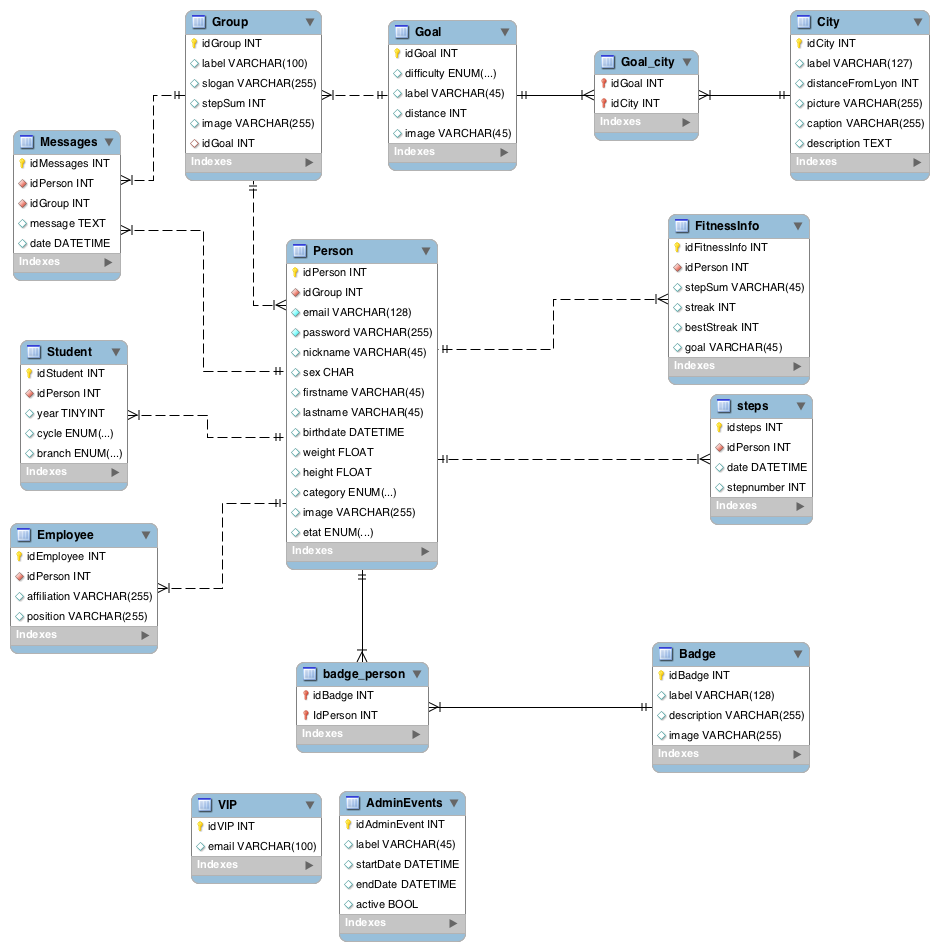 Group
idGroup INT
label VARCHAR(100)
slogan VARCHAR(255)
stepSum INT
image VARCHAR(255)
idGoal INT
Indexes
Goal
idGoal INT
difficulty ENUM(...)
label VARCHAR(45)
distance INT
image VARCHAR(45)
Indexes
Goal_city
idGoal INT
idCity INT
Indexes
City
idCity INT
label VARCHAR(127)
distanceFromLyon INT
picture VARCHAR(255)
caption VARCHAR(255)
description TEXT
Indexes
Messages
idMessages INT
idPerson INT
idGroup INT
message TEXT
date DATETIME
Indexes
Person
idPerson INT
idGroup INT
email VARCHAR(128)
password VARCHAR(255)
nickname VARCHAR(45)
sex CHAR
firstname VARCHAR(45)
lastname VARCHAR(45)
birthdate DATETIME
weight FLOAT
height FLOAT
category ENUM(...)
image VARCHAR(255)
etat ENUM(...)
Indexes
FitnessInfo
idFitnessInfo INT
idPerson INT
stepSum VARCHAR(45)
streak INT
bestStreak INT
goal VARCHAR(45)
Indexes
Student
idStudent INT
idPerson INT
year TINYINT
cycle ENUM(...)
branch ENUM(...)
Indexes
steps
idsteps INT
idPerson INT
date DATETIME
stepnumber INT
Indexes
Employee
idEmployee INT
idPerson INT
affiliation VARCHAR(255)
position VARCHAR(255)
Indexes
badge_person
idBadge INT
IdPerson INT
Indexes
Badge
idBadge INT
label VARCHAR(128)
description VARCHAR(255)
image VARCHAR(255)
Indexes
VIP
idVIP INT
email VARCHAR(100)
Indexes
AdminEvents
idAdminEvent INT
label VARCHAR(45)
startDate DATETIME
endDate DATETIME
active BOOL
Indexes